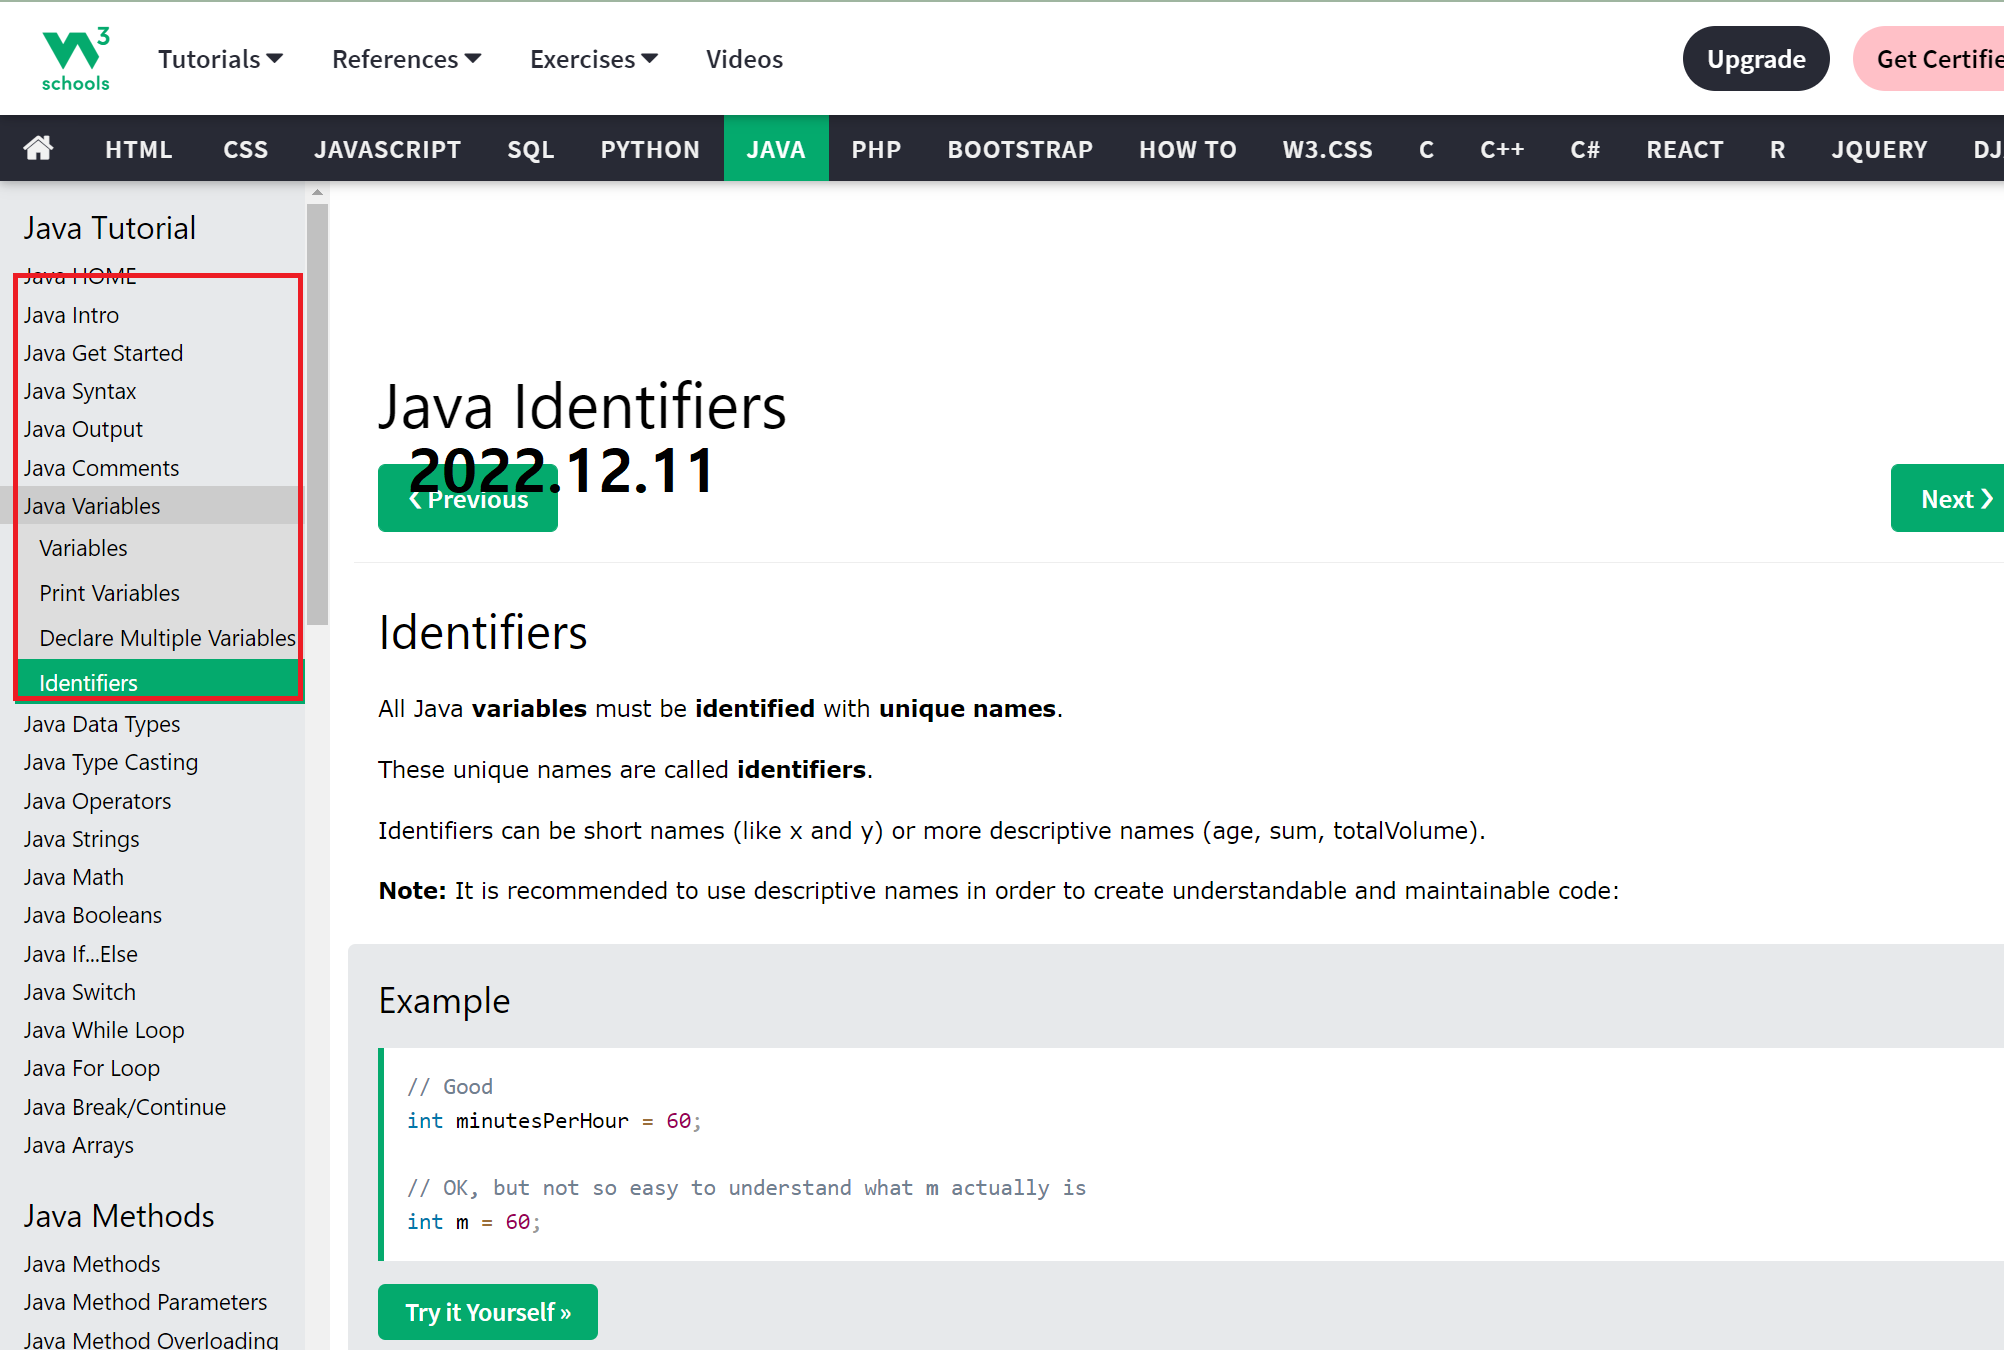 3
schools
Tutorials References Exercises Videos
Upgrade
Get Certifie
HTML CSS JAVASCRIPT SQL PYTHON JAVA PHP BOOTSTRAP HOW TO W3.CSS C C++ C# REACT R JQUERY DJ
Java Tutorial
Java HOME
Java Intro
Java Get Started
Java Syntax
Java Output
Java Comments
Java Variables
Variables
Print Variables
Declare Multiple Variables
Identifiers
Java Data Types
Java Type Casting
Java Operators
Java Strings
Java Math
Java Booleans
Java If...Else
Java Switch
Java While Loop
Java For Loop
Java Break/Continue
Java Arrays
Java Methods
Java Methods
Java Method Parameters
Java Method Overloading
Java Identifiers
2022.12.11
❮ Previous
Next ❯
Identifiers
All Java variables must be identified with unique names.
These unique names are called identifiers.
Identifiers can be short names (like x and y) or more descriptive names (age, sum, totalVolume).
Note: It is recommended to use descriptive names in order to create understandable and maintainable code:
Example
// Good
int minutesPerHour = 60;
// OK, but not so easy to understand what m actually is
int m = 60;
Try it Yourself »